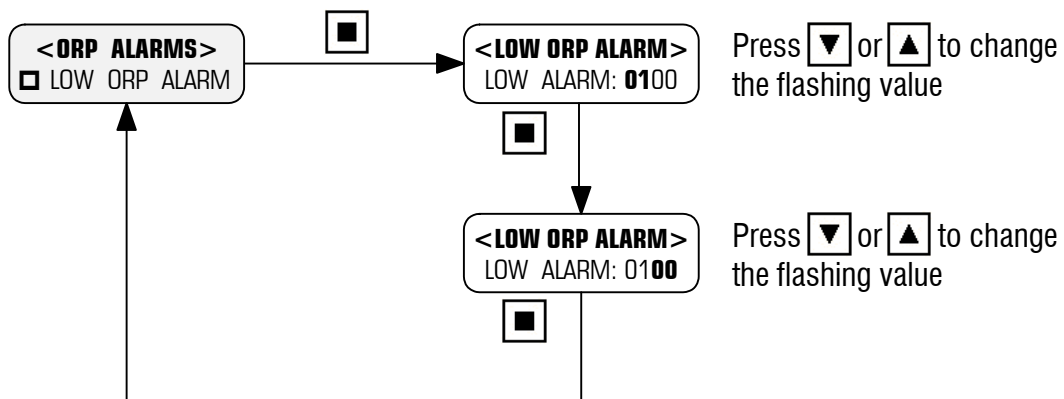 <ORP ALARMS>
LOW ORP ALARM
<LOW ORP ALARM>
LOW ALARM: 0100
Press ▼ or ▲ to change
the flashing value
<LOW ORP ALARM>
LOW ALARM: 0100
Press ▼ or ▲ to change
the flashing value